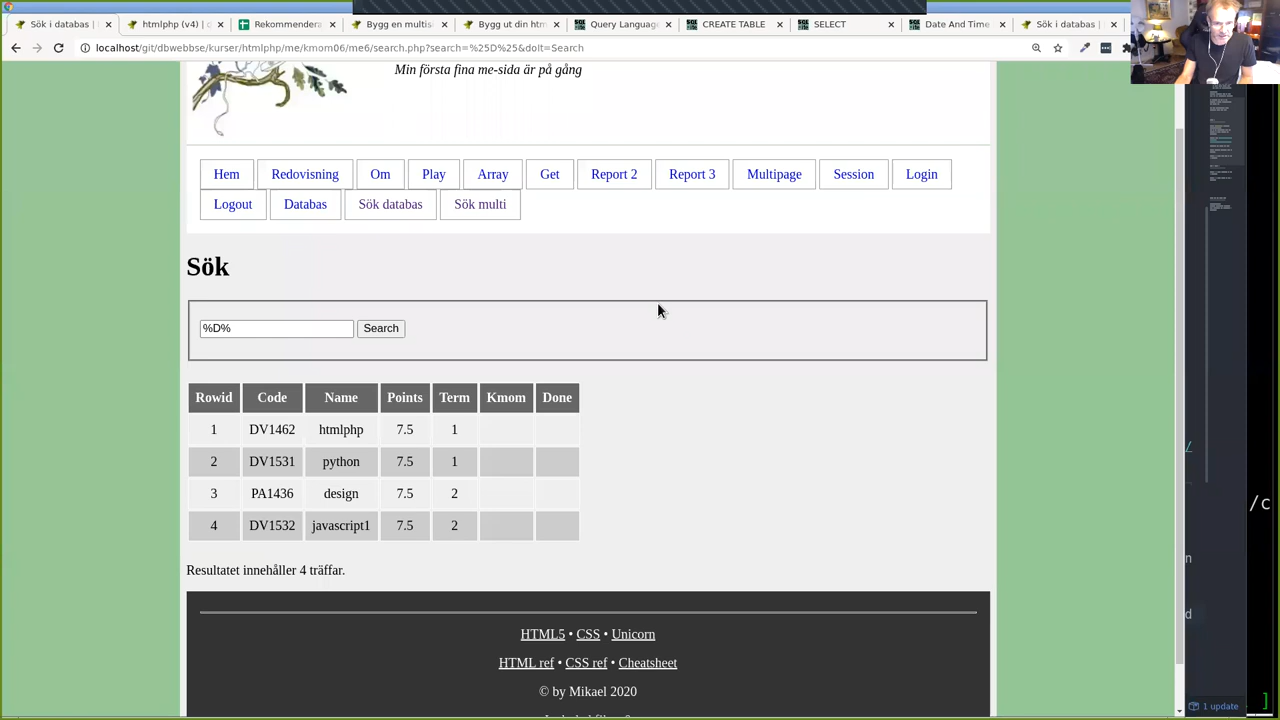 Sök i databas |
htmlphp (v4) |
Rekommendera
Bygg en multis
Bygg ut din htm
Query Language
CREATE TABLE
SELECT
Date And Time
Sök i databas |
localhost/git/dbwebbse/kurser/htmlphp/me/kmom06/me6/search.php?search=%25D%25&doIt=Search
Min första fina me-sida är på gång
Hem Redovisning Om Play Array Get Report 2 Report 3 Multipage Session Login
Logout Databas Sök databas Sök multi
Sök
%D% Search
Rowid Code Name Points Term Kmom Done
1 DV1462 htmlphp 7.5 1
2 DV1531 python 7.5 1
3 PA1436 design 7.5 2
4 DV1532 javascript1 7.5 2
/c
Resultatet innehåller 4 träffar.
HTML5 • CSS • Unicorn
HTML ref • CSS ref • Cheatsheet
© by Mikael 2020
1 update